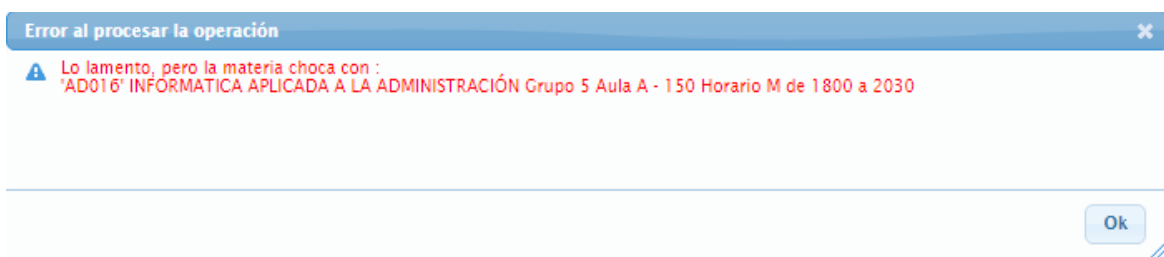 Error al procesar la operación
Lo lamento, pero la materia choca con :
'AD016' INFORMATICA APLICADA A LA ADMINISTRACIÓN Grupo 5 Aula A - 150 Horario M de 1800 a 2030
Ok